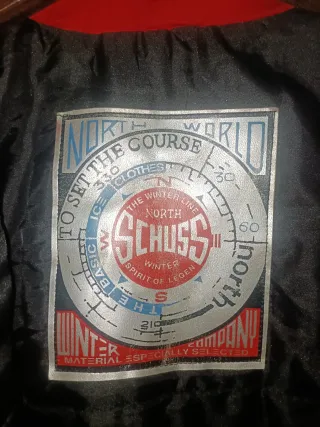 NORTH WORLD
TO SET THE COURSE
330
30
60
210
THE BASIC ICE CLOTHES
N
W
S
THE WINTER LINE
NORTH
SCHUSS
WINTER
SPIRIT OF LEGEN
north
WINTER COMPANY
MATERIAL ESPECIALLY SELECTED